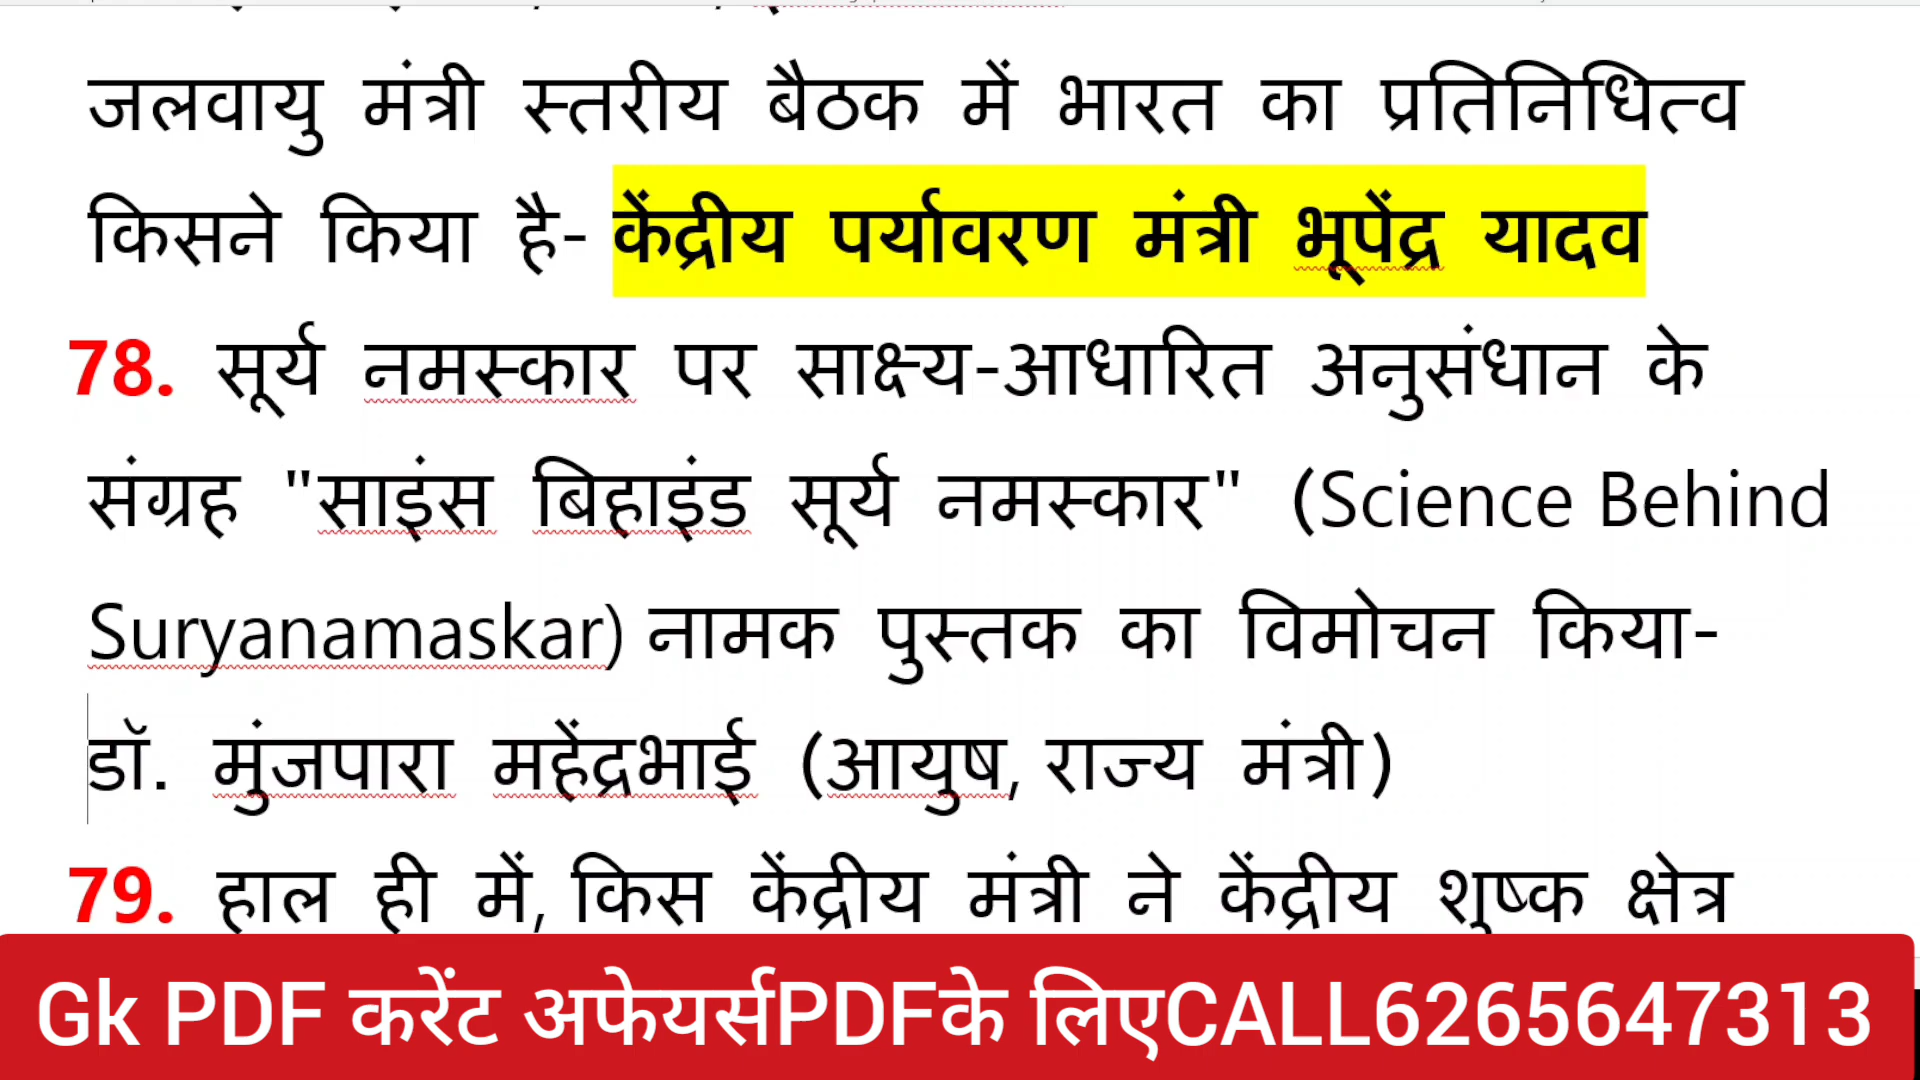 जलवायु मंत्री स्तरीय बैठक में भारत का प्रतिनिधित्व
किसने किया है- केंद्रीय पर्यावरण मंत्री भूपेंद्र यादव
78. सूर्य नमस्कार पर साक्ष्य-आधारित अनुसंधान के
संग्रह "साइंस बिहाइंड सूर्य नमस्कार" (Science Behind
Suryanamaskar) नामक पुस्तक का विमोचन किया-
डॉ. मुंजपारा महेंद्रभाई (आयुष, राज्य मंत्री)
79. हाल ही में, किस केंद्रीय मंत्री ने केंद्रीय शुष्क क्षेत्र
Gk PDF करेंट अफेयर्सPDFके लिएCALL6265647313